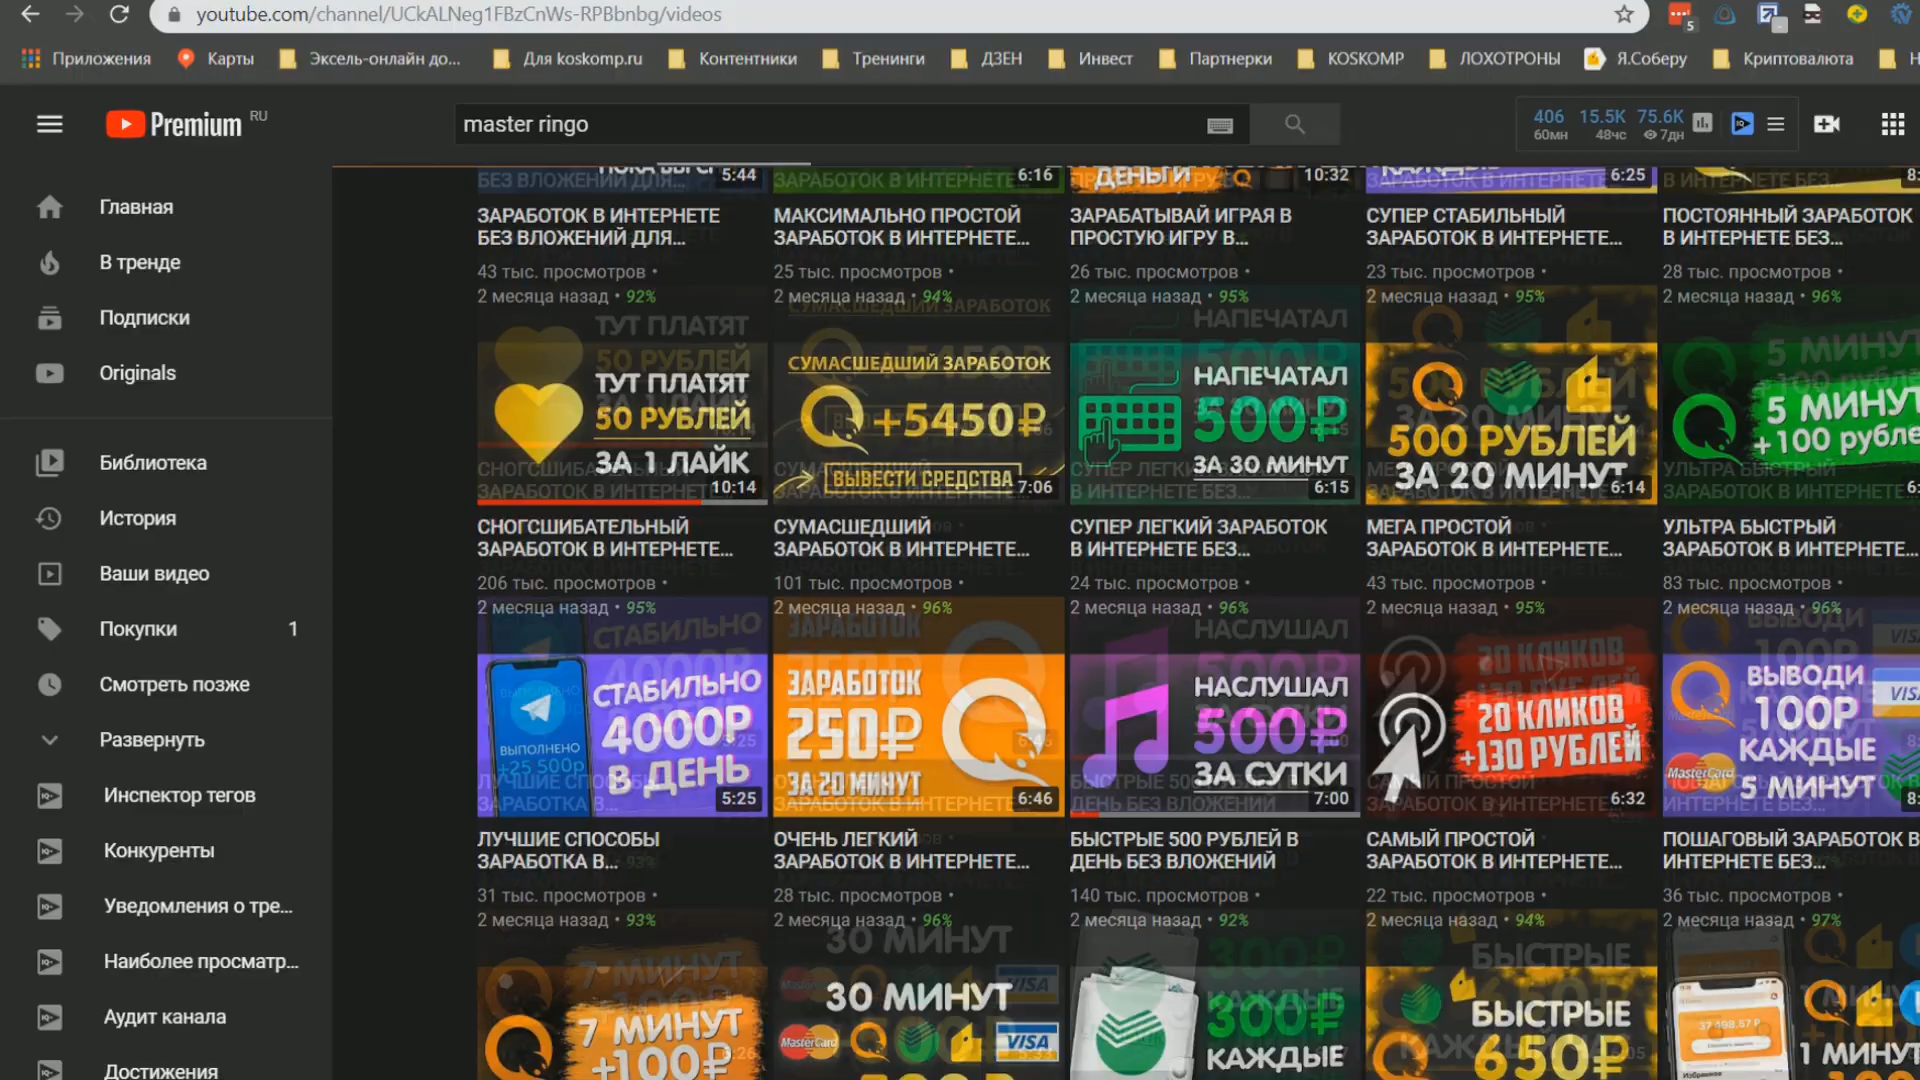 youtube.com/channel/UCkALNeg1FBzCnWs-RPBbnbg/videos
5
Приложения
Карты
Эксель-онлайн до...
Для koskomp.ru
Контентники
Тренинги
ДЗЕН
Инвест
Партнерки
KOSKOMP
ЛОХОТРОНЫ
Я.Соберу
Криптовалюта
Premium RU
master ringo
406 15.5K 75.6K
60мн 48чс 7дн
Главная
В тренде
Подписки
Originals
Библиотека
История
Ваши видео
Покупки 1
Смотреть позже
Развернуть
Инспектор тегов
Конкуренты
Уведомления о тре...
Наиболее просматр...
Аудит канала
Достижения
5:44
6:16
ДЕНЬГИ
10:32
6:25
ЗАРАБОТОК В ИНТЕРНЕТЕ
БЕЗ ВЛОЖЕНИЙ ДЛЯ...
43 тыс. просмотров •
2 месяца назад • 92%
МАКСИМАЛЬНО ПРОСТОЙ
ЗАРАБОТОК В ИНТЕРНЕТЕ...
25 тыс. просмотров •
2 месяца назад • 94%
ЗАРАБАТЫВАЙ ИГРАЯ В
ПРОСТУЮ ИГРУ В...
26 тыс. просмотров •
2 месяца назад • 95%
СУПЕР СТАБИЛЬНЫЙ
ЗАРАБОТОК В ИНТЕРНЕТЕ...
23 тыс. просмотров •
2 месяца назад • 95%
ПОСТОЯННЫЙ ЗАРАБОТОК
В ИНТЕРНЕТЕ БЕЗ...
28 тыс. просмотров •
2 месяца назад • 96%
ТУТ ПЛАТЯТ
50 РУБЛЕЙ
ЗА 1 ЛАЙК
10:14
СУМАСШЕДШИЙ ЗАРАБОТОК
+5450₽
ВЫВЕСТИ СРЕДСТВА
7:06
НАПЕЧАТАЛ
500₽
ЗА 30 МИНУТ
6:15
500 РУБЛЕЙ
ЗА 20 МИНУТ
6:14
5 МИНУТ
+100 рубле
СНОГСШИБАТЕЛЬНЫЙ
ЗАРАБОТОК В ИНТЕРНЕТЕ...
206 тыс. просмотров •
2 месяца назад • 95%
СУМАСШЕДШИЙ
ЗАРАБОТОК В ИНТЕРНЕТЕ...
101 тыс. просмотров •
2 месяца назад • 96%
СУПЕР ЛЕГКИЙ ЗАРАБОТОК
В ИНТЕРНЕТЕ БЕЗ...
24 тыс. просмотров •
2 месяца назад • 96%
МЕГА ПРОСТОЙ
ЗАРАБОТОК В ИНТЕРНЕТЕ...
43 тыс. просмотров •
2 месяца назад • 95%
УЛЬТРА БЫСТРЫЙ
ЗАРАБОТОК В ИНТЕРНЕТЕ...
83 тыс. просмотров •
2 месяца назад • 96%
ВЫПОЛНЕНО
+25 500р
СТАБИЛЬНО
4000Р
В ДЕНЬ
5:25
ЗАРАБОТОК
250₽
ЗА 20 МИНУТ
6:46
НАСЛУШАЛ
500₽
ЗА СУТКИ
7:00
20 КЛИКОВ
+130 РУБЛЕЙ
6:32
ВЫВОДИ
100Р
КАЖДЫЕ
5 МИНУТ
MasterCard
VISA
ЛУЧШИЕ СПОСОБЫ
ЗАРАБОТКА В...
31 тыс. просмотров •
2 месяца назад • 93%
ОЧЕНЬ ЛЕГКИЙ
ЗАРАБОТОК В ИНТЕРНЕТЕ...
28 тыс. просмотров •
2 месяца назад • 96%
БЫСТРЫЕ 500 РУБЛЕЙ В
ДЕНЬ БЕЗ ВЛОЖЕНИЙ
140 тыс. просмотров •
2 месяца назад • 92%
САМЫЙ ПРОСТОЙ
ЗАРАБОТОК В ИНТЕРНЕТЕ...
22 тыс. просмотров •
2 месяца назад • 94%
ПОШАГОВЫЙ ЗАРАБОТОК В
ИНТЕРНЕТЕ БЕЗ...
36 тыс. просмотров •
2 месяца назад • 97%
7 МИНУТ
+100₽
30 МИНУТ
MasterCard
VISA
300₽
КАЖДЫЕ
БЫСТРЫЕ
650₽
1 МИНУТ